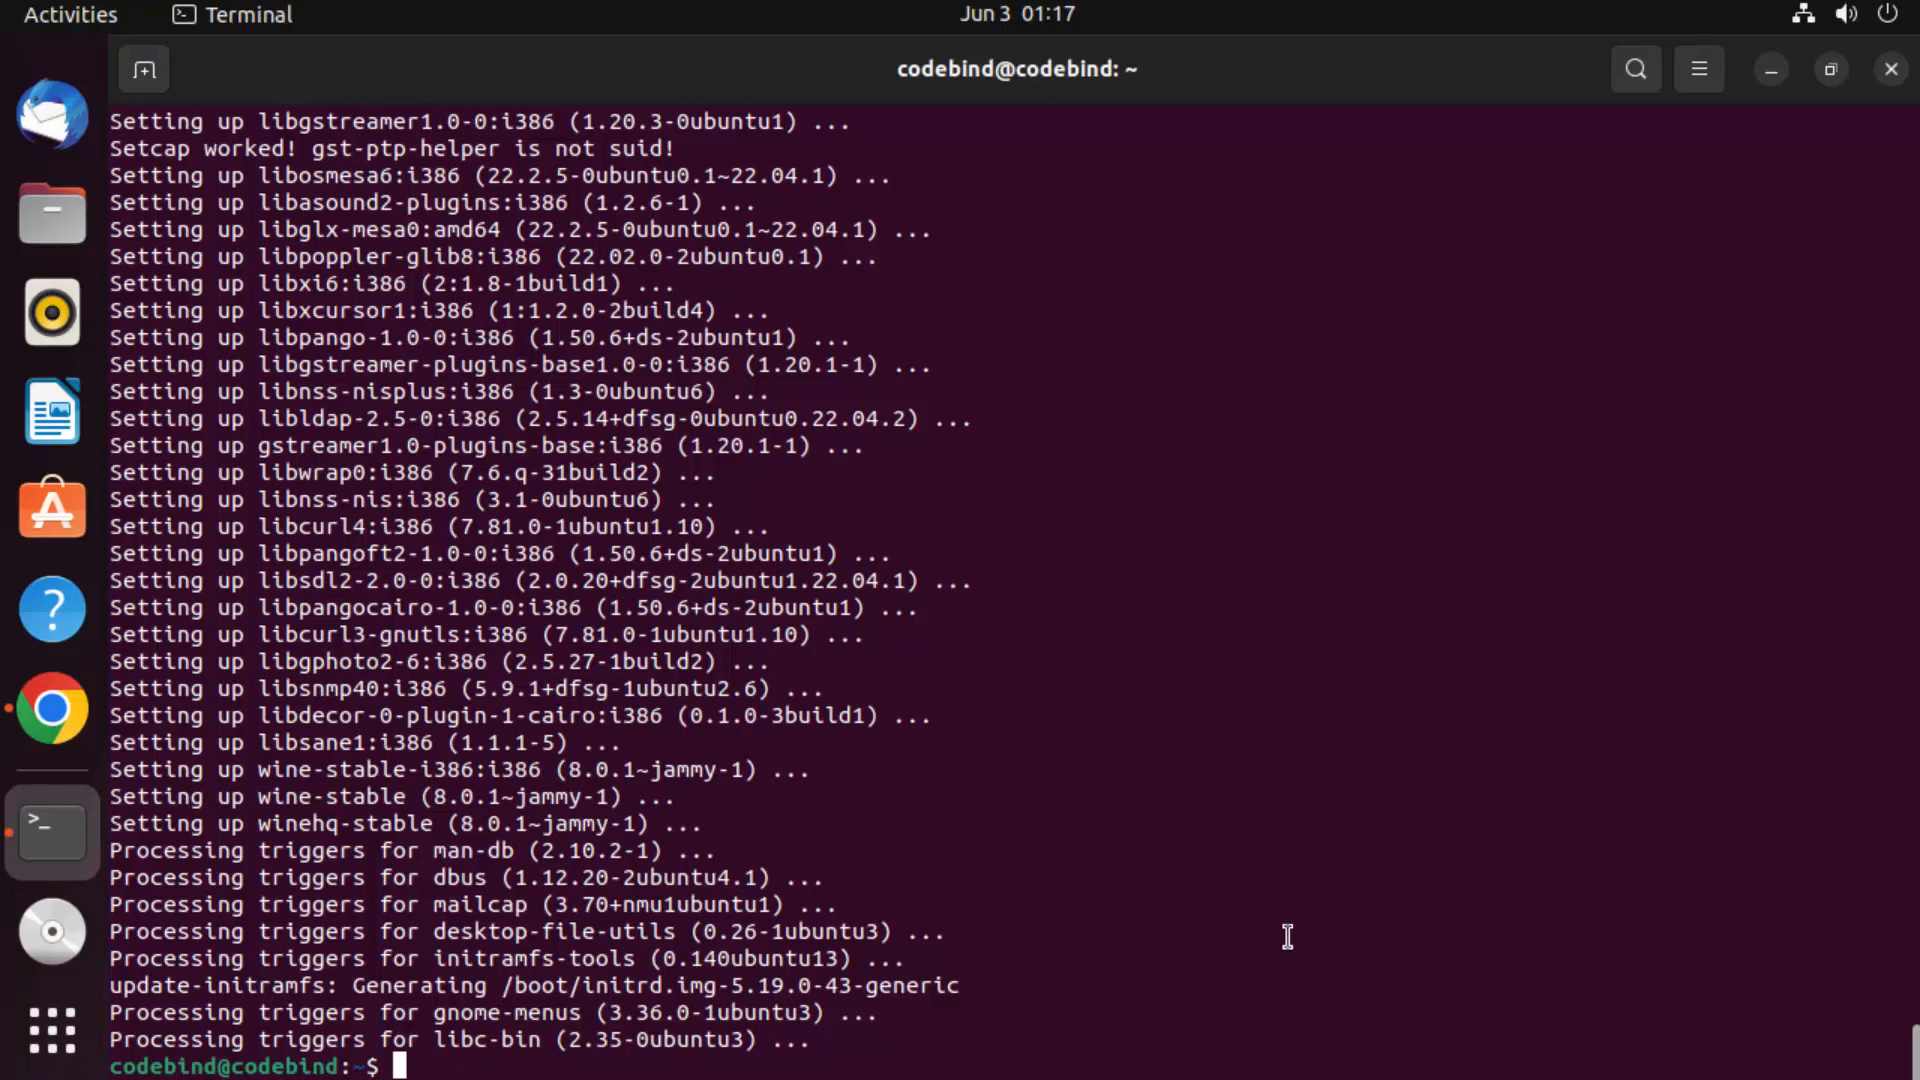 Activities
Terminal
Jun 3 01:17
codebind@codebind: ~
Setting up libgstreamer1.0-0:i386 (1.20.3-0ubuntu1) ...
Setcap worked! gst-ptp-helper is not suid!
Setting up libosmesa6:i386 (22.2.5-0ubuntu0.1~22.04.1) ...
Setting up libasound2-plugins:i386 (1.2.6-1) ...
Setting up libglx-mesa0:amd64 (22.2.5-0ubuntu0.1~22.04.1) ...
Setting up libpoppler-glib8:i386 (22.02.0-2ubuntu0.1) ...
Setting up libxi6:i386 (2:1.8-1build1) ...
Setting up libxcursor1:i386 (1:1.2.0-2build4) ...
Setting up libpango-1.0-0:i386 (1.50.6+ds-2ubuntu1) ...
Setting up libgstreamer-plugins-base1.0-0:i386 (1.20.1-1) ...
Setting up libnss-nisplus:i386 (1.3-0ubuntu6) ...
Setting up libldap-2.5-0:i386 (2.5.14+dfsg-0ubuntu0.22.04.2) ...
Setting up gstreamer1.0-plugins-base:i386 (1.20.1-1) ...
Setting up libwrap0:i386 (7.6.q-31build2) ...
Setting up libnss-nis:i386 (3.1-0ubuntu6) ...
Setting up libcurl4:i386 (7.81.0-1ubuntu1.10) ...
Setting up libpangoft2-1.0-0:i386 (1.50.6+ds-2ubuntu1) ...
Setting up libsdl2-2.0-0:i386 (2.0.20+dfsg-2ubuntu1.22.04.1) ...
Setting up libpangocairo-1.0-0:i386 (1.50.6+ds-2ubuntu1) ...
Setting up libcurl3-gnutls:i386 (7.81.0-1ubuntu1.10) ...
Setting up libgphoto2-6:i386 (2.5.27-1build2) ...
Setting up libsnmp40:i386 (5.9.1+dfsg-1ubuntu2.6) ...
Setting up libdecor-0-plugin-1-cairo:i386 (0.1.0-3build1) ...
Setting up libsane1:i386 (1.1.1-5) ...
Setting up wine-stable-i386:i386 (8.0.1~jammy-1) ...
Setting up wine-stable (8.0.1~jammy-1) ...
Setting up winehq-stable (8.0.1~jammy-1) ...
Processing triggers for man-db (2.10.2-1) ...
Processing triggers for dbus (1.12.20-2ubuntu4.1) ...
Processing triggers for mailcap (3.70+nmu1ubuntu1) ...
Processing triggers for desktop-file-utils (0.26-1ubuntu3) ...
Processing triggers for initramfs-tools (0.140ubuntu13) ...
update-initramfs: Generating /boot/initrd.img-5.19.0-43-generic
Processing triggers for gnome-menus (3.36.0-1ubuntu3) ...
Processing triggers for libc-bin (2.35-0ubuntu3) ...
codebind@codebind:~$